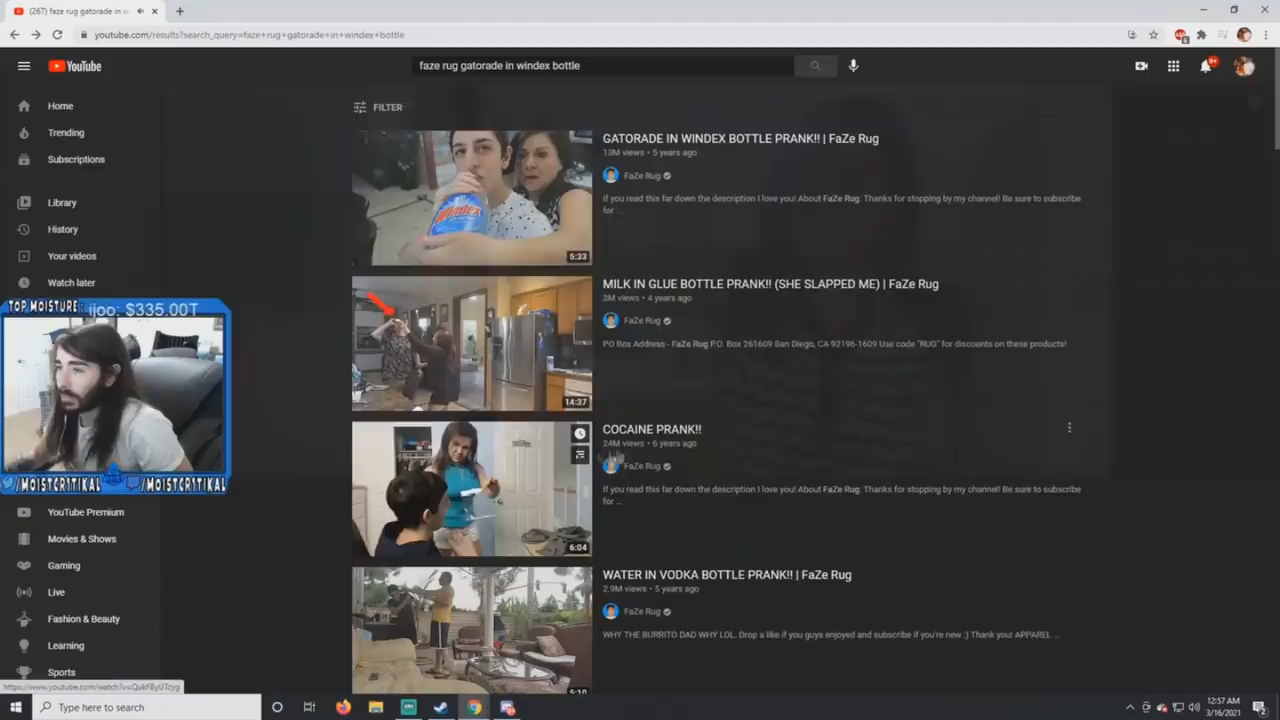 (267) faze rug gatorade in w
youtube.com/results?search_query=faze+rug+gatorade+in+windex+bottle
YouTube
faze rug gatorade in windex bottle
9+
Home
Trending
Subscriptions
Library
History
Your videos
Watch later
YouTube Premium
Movies & Shows
Gaming
Live
Fashion & Beauty
Learning
Sports
FILTER
Windex
5:33
GATORADE IN WINDEX BOTTLE PRANK!! | FaZe Rug
13M views • 5 years ago
FaZe Rug
If you read this far down the description I love you! About FaZe Rug: Thanks for stopping by my channel! Be sure to subscribe
for ...
14:37
MILK IN GLUE BOTTLE PRANK!! (SHE SLAPPED ME) | FaZe Rug
3M views • 4 years ago
FaZe Rug
PO Box Address - FaZe Rug P.O. Box 261609 San Diego, CA 92196-1609 Use code "RUG" for discounts on these products!
6:04
COCAINE PRANK!!
24M views • 6 years ago
FaZe Rug
If you read this far down the description I love you! About FaZe Rug: Thanks for stopping by my channel! Be sure to subscribe
for ...
5:10
WATER IN VODKA BOTTLE PRANK!! | FaZe Rug
2.9M views • 5 years ago
FaZe Rug
WHY THE BURRITO DAD WHY LOL. Drop a like if you guys enjoyed and subscribe if you're new :) Thank you! APPAREL ...
TOP MOISTURE: ijoo: $335.00T
/MOISTCR1TIKAL /MOISTCR1TIKAL
Type here to search
12:57 AM
3/16/2021
2